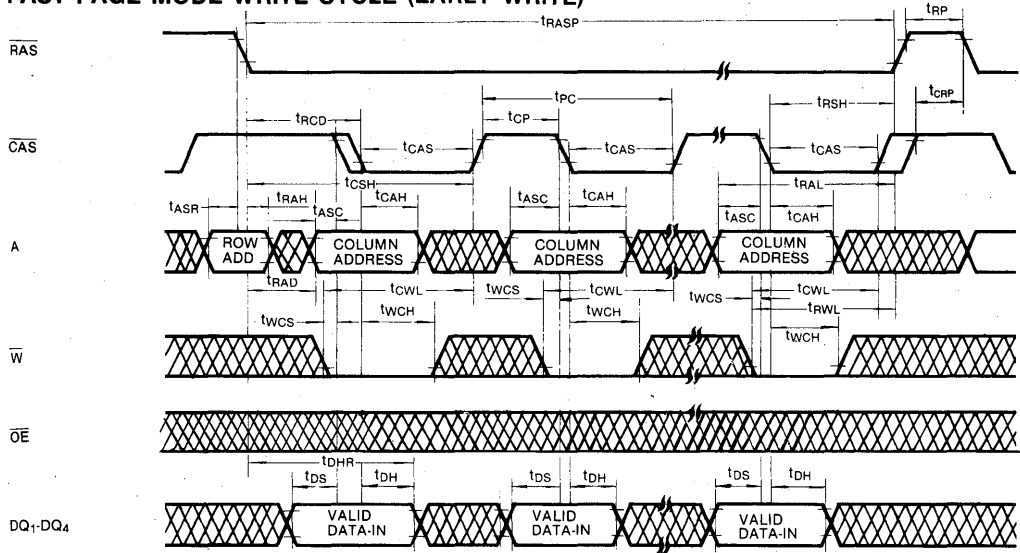 FAST PAGE MODE WRITE CYCLE (EARLY WRITE)
tRASP
tRP
RAS
tPC
tRSH
tCRP
tRCD
tCP
CAS
tCAS
tCAS
tCAS
tCSH
tRAL
tASR
tRAH
tASC
tCAH
tASC
tCAH
tASC
tCAH
A
ROW ADD
COLUMN ADDRESS
COLUMN ADDRESS
COLUMN ADDRESS
tRAD
tCWL
tWCS
tCWL
tWCS
tCWL
tRWL
tWCS
tWCH
tWCH
tWCH
W
OE
tDHR
tDS
tDH
tDS
tDH
tDS
tDH
DQ1-DQ4
VALID DATA-IN
VALID DATA-IN
VALID DATA-IN